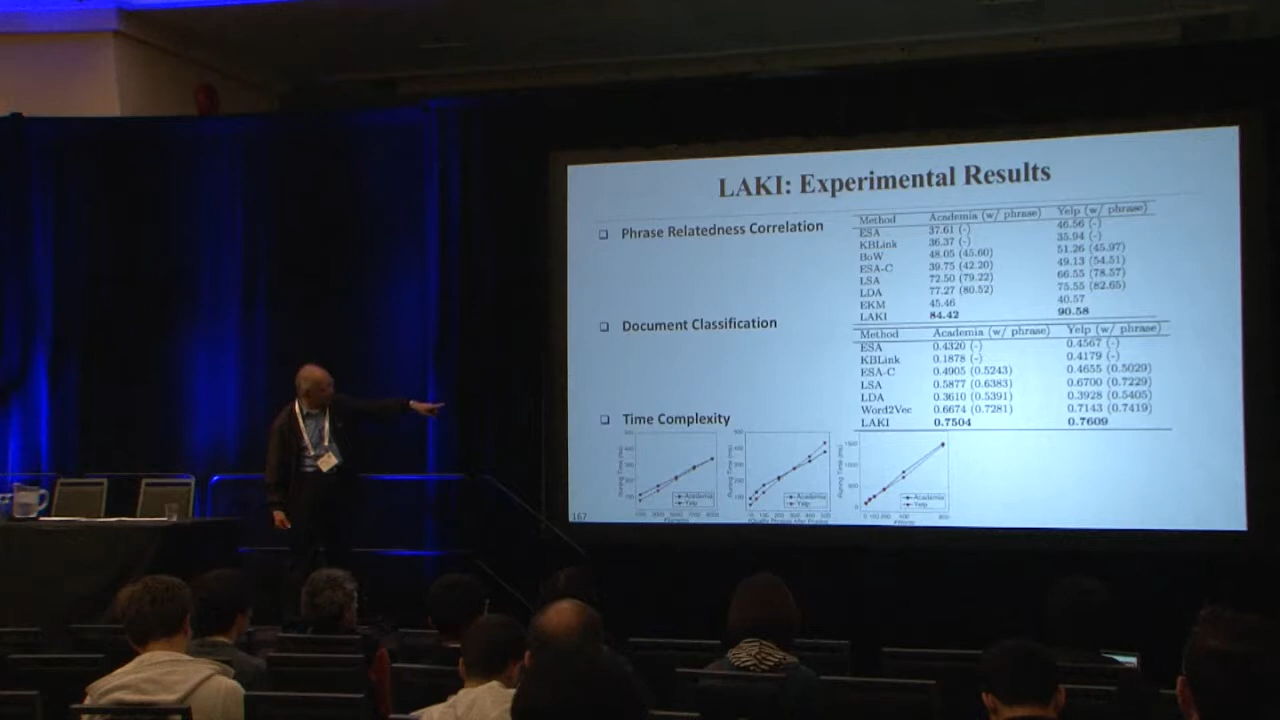 LAKI: Experimental Results
❑ Phrase Relatedness Correlation
Method Academia (w/ phrase) Yelp (w/ phrase)
ESA 37.61 (-) 46.56 (-)
KBLink 36.37 (-) 35.94 (-)
BoW 48.05 (45.60) 51.26 (45.97)
ESA-C 39.75 (42.20) 49.13 (54.51)
LSA 72.50 (79.22) 66.55 (78.57)
LDA 77.27 (80.52) 75.55 (82.65)
EKM 45.46 40.57
LAKI 84.42 90.58
❑ Document Classification
Method Academia (w/ phrase) Yelp (w/ phrase)
ESA 0.4320 (-) 0.4567 (-)
KBLink 0.1878 (-) 0.4179 (-)
ESA-C 0.4905 (0.5243) 0.4655 (0.5029)
LSA 0.5877 (0.6383) 0.6700 (0.7229)
LDA 0.3610 (0.5391) 0.3928 (0.5405)
Word2Vec 0.6674 (0.7281) 0.7143 (0.7419)
LAKI 0.7504 0.7609
❑ Time Complexity
Academia
Yelp
Academia
Yelp
Academia
Yelp
167